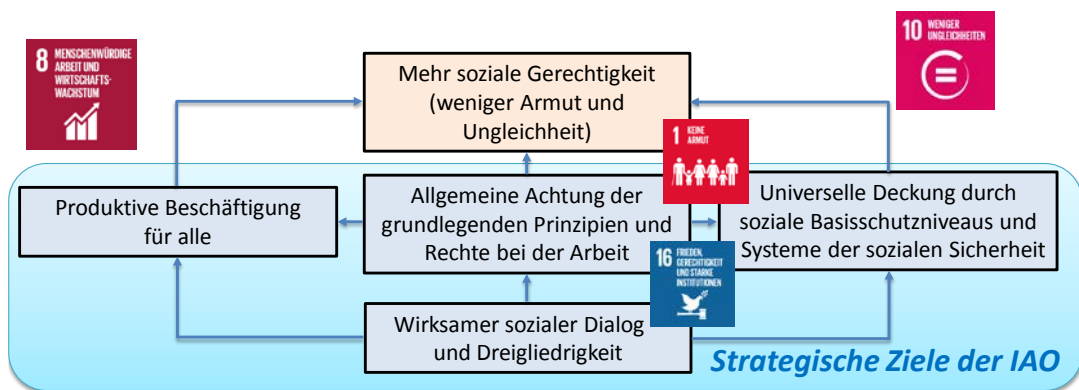 8 MENSCHENWÜRDIGE
ARBEIT UND
WIRTSCHAFTS-
WACHSTUM
Mehr soziale Gerechtigkeit
(weniger Armut und
Ungleichheit)
10 WENIGER
UNGLEICHHEITEN
1 KEINE
ARMUT
Produktive Beschäftigung
für alle
Allgemeine Achtung der
grundlegenden Prinzipien und
Rechte bei der Arbeit
Universelle Deckung durch
soziale Basisschutzniveaus und
Systeme der sozialen Sicherheit
16 FRIEDEN,
GERECHTIGKEIT
UND STARKE
INSTITUTIONEN
Wirksamer sozialer Dialog
und Dreigliedrigkeit
Strategische Ziele der IAO